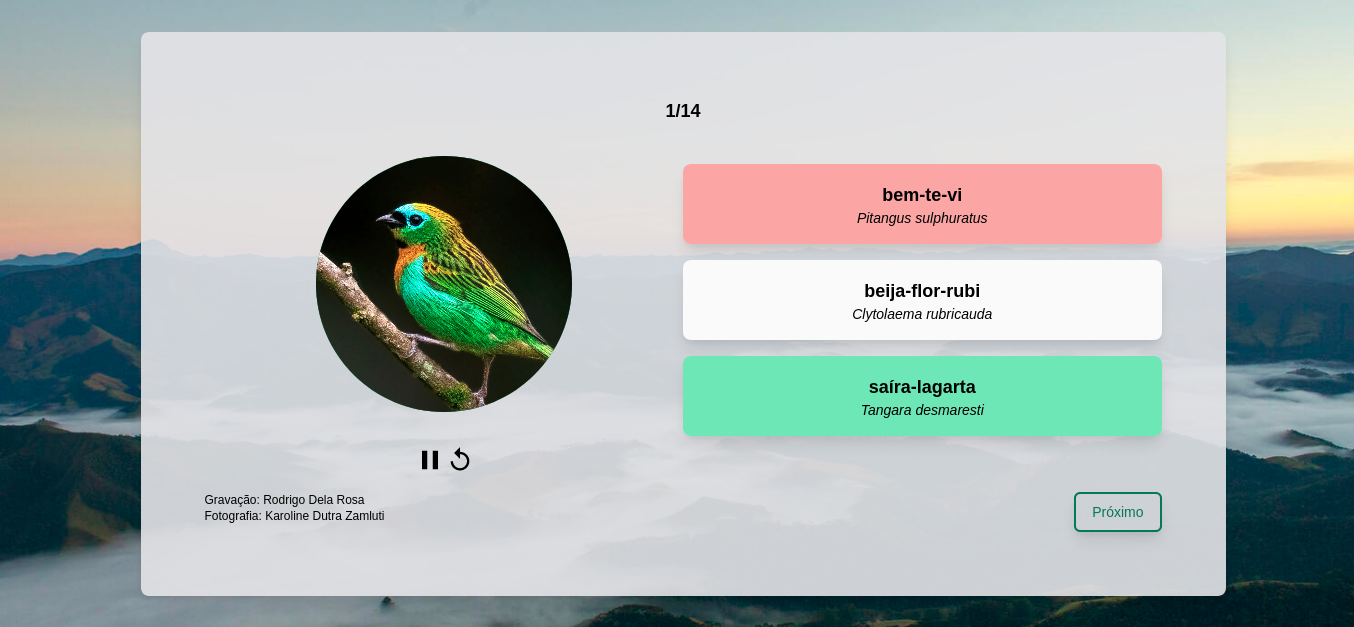 1/14
bem-te-vi
Pitangus sulphuratus
beija-flor-rubi
Clytolaema rubricauda
saíra-lagarta
Tangara desmaresti
Gravação: Rodrigo Dela Rosa
Fotografia: Karoline Dutra Zamluti
Próximo